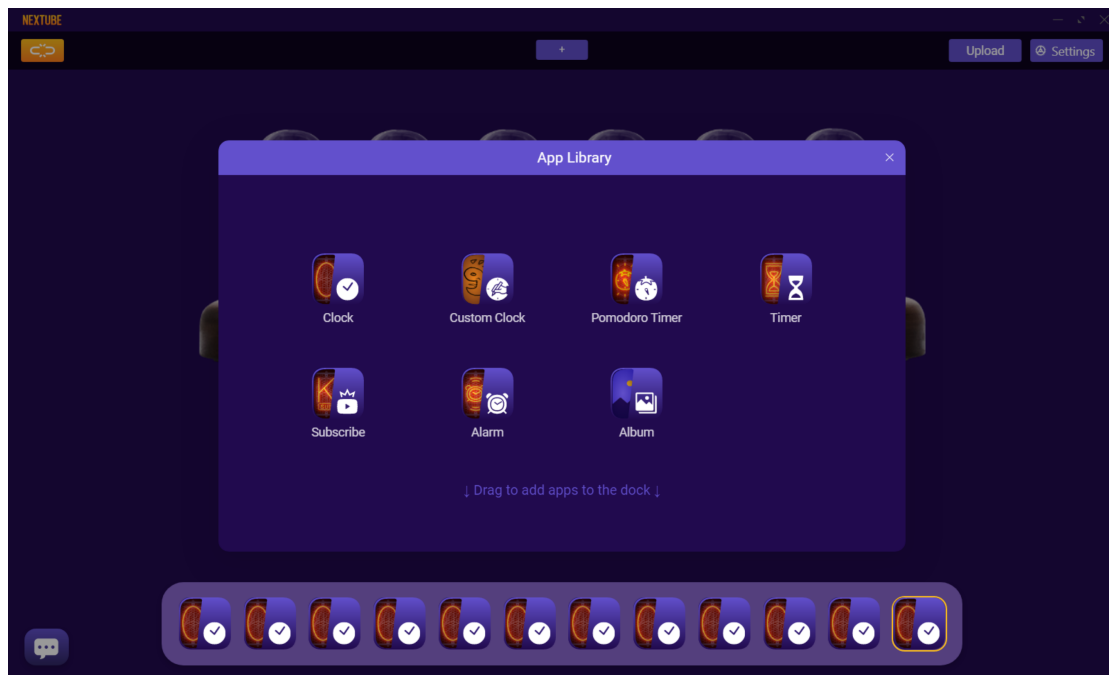 NEXTUBE
+
Upload
Settings
App Library
Clock
Custom Clock
Pomodoro Timer
Timer
Subscribe
Alarm
Album
↓ Drag to add apps to the dock ↓